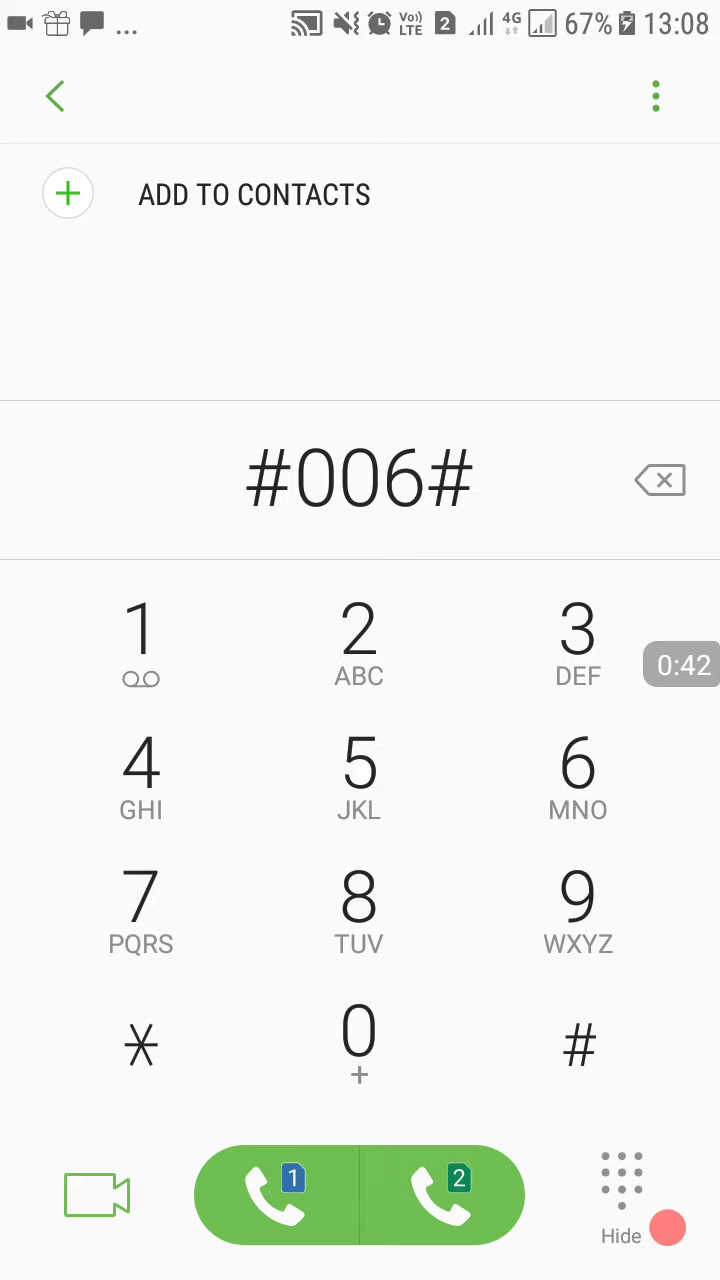 ... Vo) LTE 2 4G 67% 13:08
ADD TO CONTACTS
#006#
1 2 3
ABC DEF
0:42
4 5 6
GHI JKL MNO
7 8 9
PQRS TUV WXYZ
* 0 #
+
1 2
Hide